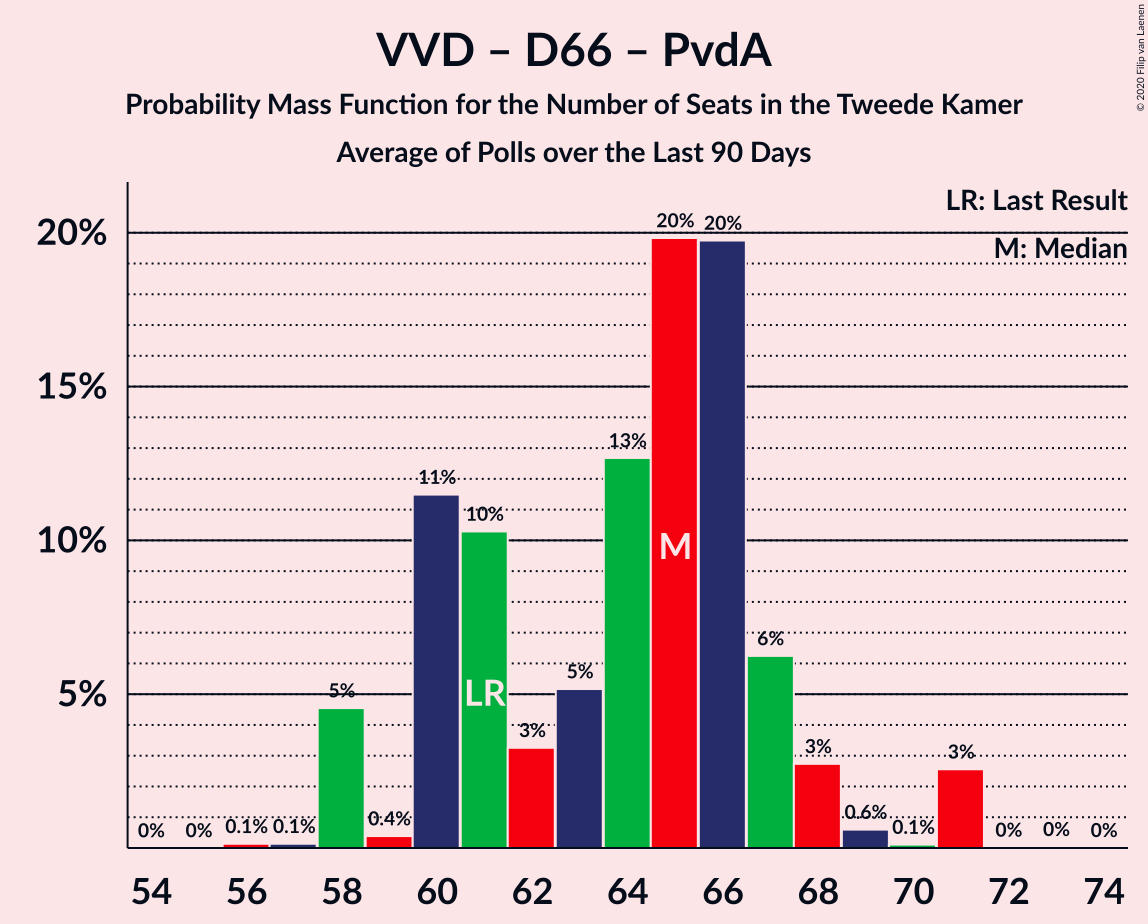 VVD – D66 – PvdA
Probability Mass Function for the Number of Seats in the Tweede Kamer
Average of Polls over the Last 90 Days
© 2020 Filip van Laenen
LR: Last Result
M: Median
20%
15%
10%
5%
0% 0% 0.1% 0.1% 5% 0.4% 11% 10% 3% 5% 13% 20% 20% 6% 3% 0.6% 0.1% 3% 0% 0% 0%
LR
M
54 56 58 60 62 64 66 68 70 72 74